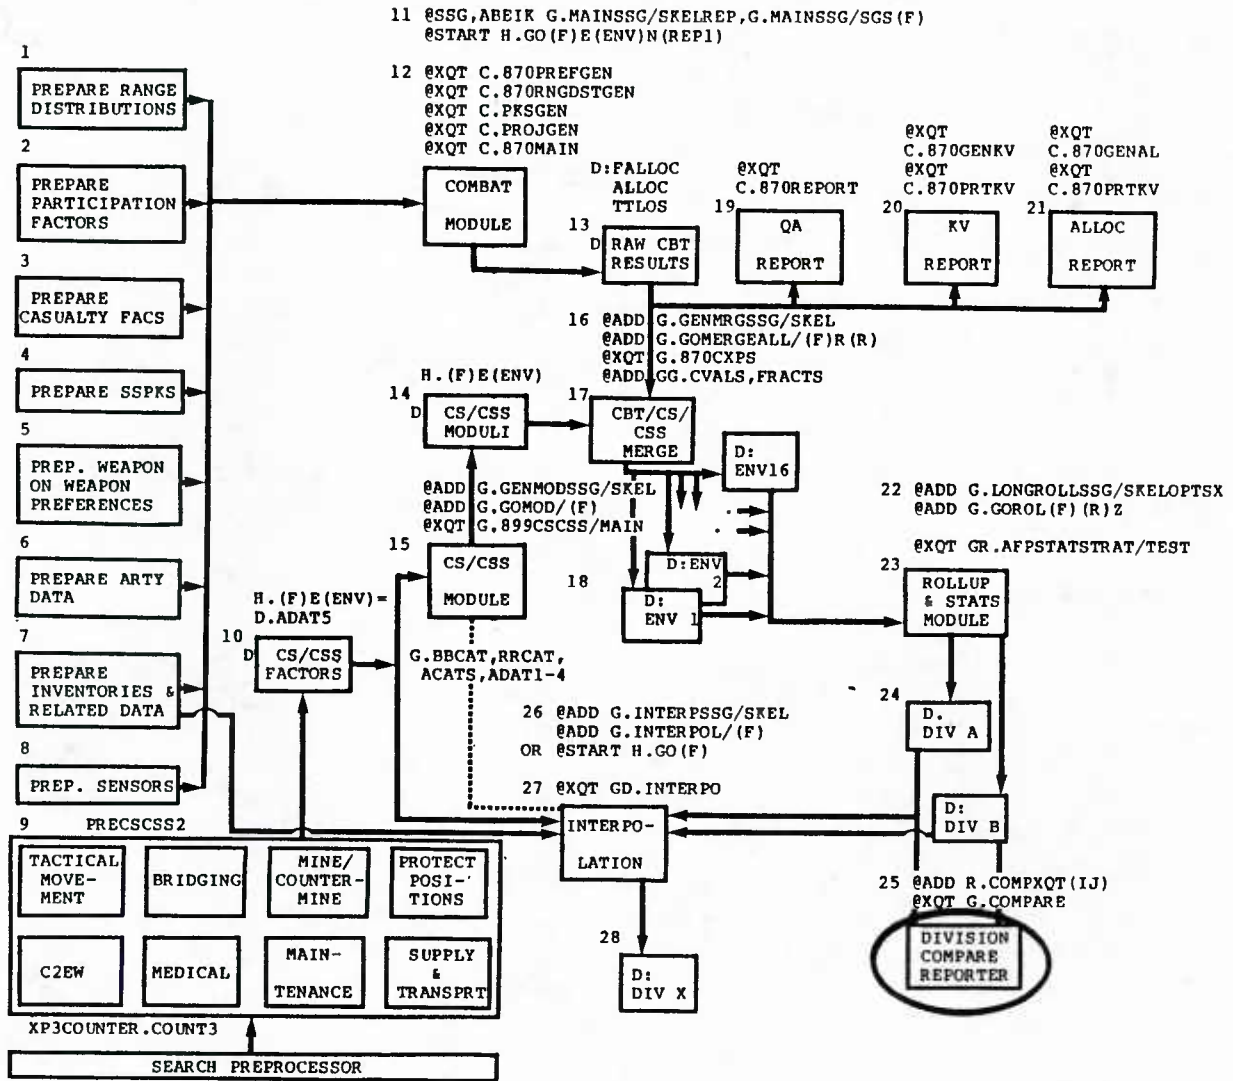 11 @SSG,ABEIK G.MAINSSG/SKELREP,G.MAINSSG/SGS(F)
@START H.GO(F)E(ENV)N(REP1)
1
PREPARE RANGE
DISTRIBUTIONS
2
PREPARE
PARTICIPATION
FACTORS
3
PREPARE
CASUALTY FACS
4
PREPARE SSPKS
5
PREP. WEAPON
ON WEAPON
PREFERENCES
6
PREPARE ARTY
DATA
7
PREPARE
INVENTORIES &
RELATED DATA
8
PREP. SENSORS
12 @XQT C.870PREFGEN
@XQT C.870RNGDSTGEN
@XQT C.PKSGEN
@XQT C.PROJGEN
@XQT C.870MAIN
COMBAT
MODULE
D:FALLOC
ALLOC
TTLOS
13
D RAW CBT
RESULTS
@XQT
C.870REPORT
19
QA
REPORT
@XQT
C.870GENKV
@XQT
C.870PRTKV
20
KV
REPORT
@XQT
C.870GENAL
@XQT
C.870PRTKV
21
ALLOC
REPORT
16 @ADD G.GENMRGSSG/SKEL
@ADD G.GOMERGEALL/(F)R(R)
@XQT G.870CXPS
@ADD GG.CVALS,FRACTS
H.(F)E(ENV)
14
D CS/CSS
MODULI
17
CBT/CS/
CSS
MERGE
D:
ENV16
@ADD G.GENMODSSG/SKEL
@ADD G.GOMOD/(F)
@XQT G.899CSCSS/MAIN
15
CS/CSS
MODULE
18
D:ENV
2
D:
ENV 1
22 @ADD G.LONGROLLSSG/SKELOPTSX
@ADD G.GOROL(F)(R)Z
@XQT GR.AFPSTATSTRAT/TEST
23
ROLLUP
& STATS
MODULE
H.(F)E(ENV)=
D.ADAT5
10
D CS/CSS
FACTORS
G.BBCAT,RRCAT,
ACATS,ADAT1-4
24
D.
DIV A
26 @ADD G.INTERPSSG/SKEL
@ADD G.INTERPOL/(F)
OR @START H.GO(F)
27 @XQT GD.INTERPO
INTERPO-
LATION
D:
DIV B
9 PRECSCSS2
TACTICAL
MOVE-
MENT
BRIDGING
MINE/
COUNTER-
MINE
PROTECT
POSI-
TIONS
C2EW
MEDICAL
MAIN-
TENANCE
SUPPLY
&
TRANSPRT
25 @ADD R.COMPXQT(IJ)
@XQT G.COMPARE
DIVISION
COMPARE
REPORTER
28
D:
DIV X
XP3COUNTER.COUNT3
SEARCH PREPROCESSOR